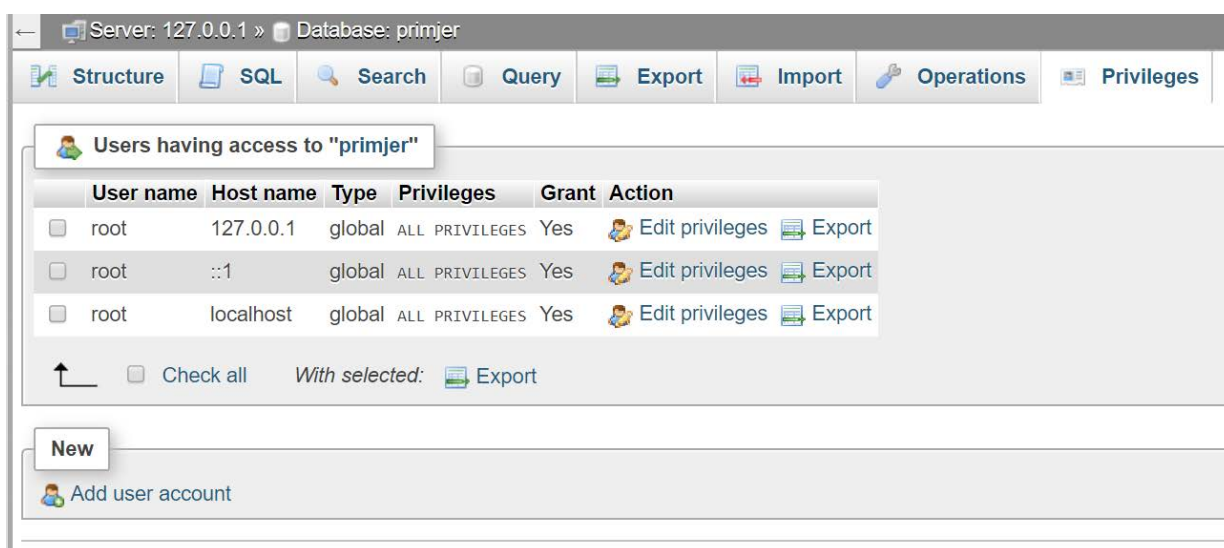 ← Server: 127.0.0.1 » Database: primjer
Structure SQL Search Query Export Import Operations Privileges
Users having access to "primjer"
User name Host name Type Privileges Grant Action
root 127.0.0.1 global ALL PRIVILEGES Yes Edit privileges Export
root ::1 global ALL PRIVILEGES Yes Edit privileges Export
root localhost global ALL PRIVILEGES Yes Edit privileges Export
Check all With selected: Export
New
Add user account